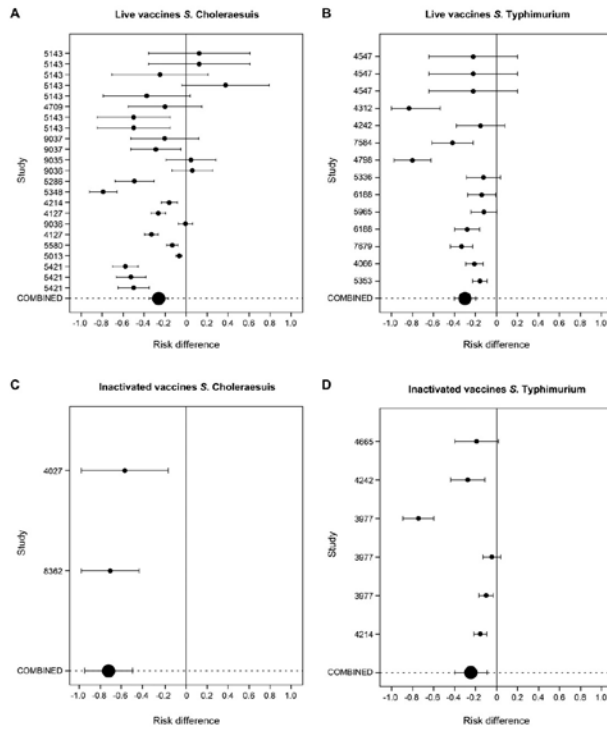 A
Live vaccines S. Choleraesuis
5143
5143
5143
5143
5143
4709
5143
5143
9037
9037
9035
9036
5286
5348
4214
4127
9036
4127
5580
5013
5421
5421
5421
COMBINED
Study
-1.0 -0.8 -0.6 -0.4 -0.2 0 0.2 0.4 0.6 0.8 1.0
Risk difference
B
Live vaccines S. Typhimurium
4547
4547
4547
4312
4242
7584
4798
5336
6186
5965
6186
7679
4066
5353
COMBINED
Study
-1.0 -0.8 -0.6 -0.4 -0.2 0 0.2 0.4 0.6 0.8 1.0
Risk difference
C
Inactivated vaccines S. Choleraesuis
4027
8362
COMBINED
Study
-1.0 -0.8 -0.6 -0.4 -0.2 0 0.2 0.4 0.6 0.8 1.0
Risk difference
D
Inactivated vaccines S. Typhimurium
4665
4242
3977
3977
3977
4214
COMBINED
Study
-1.0 -0.8 -0.6 -0.4 -0.2 0 0.2 0.4 0.6 0.8 1.0
Risk difference